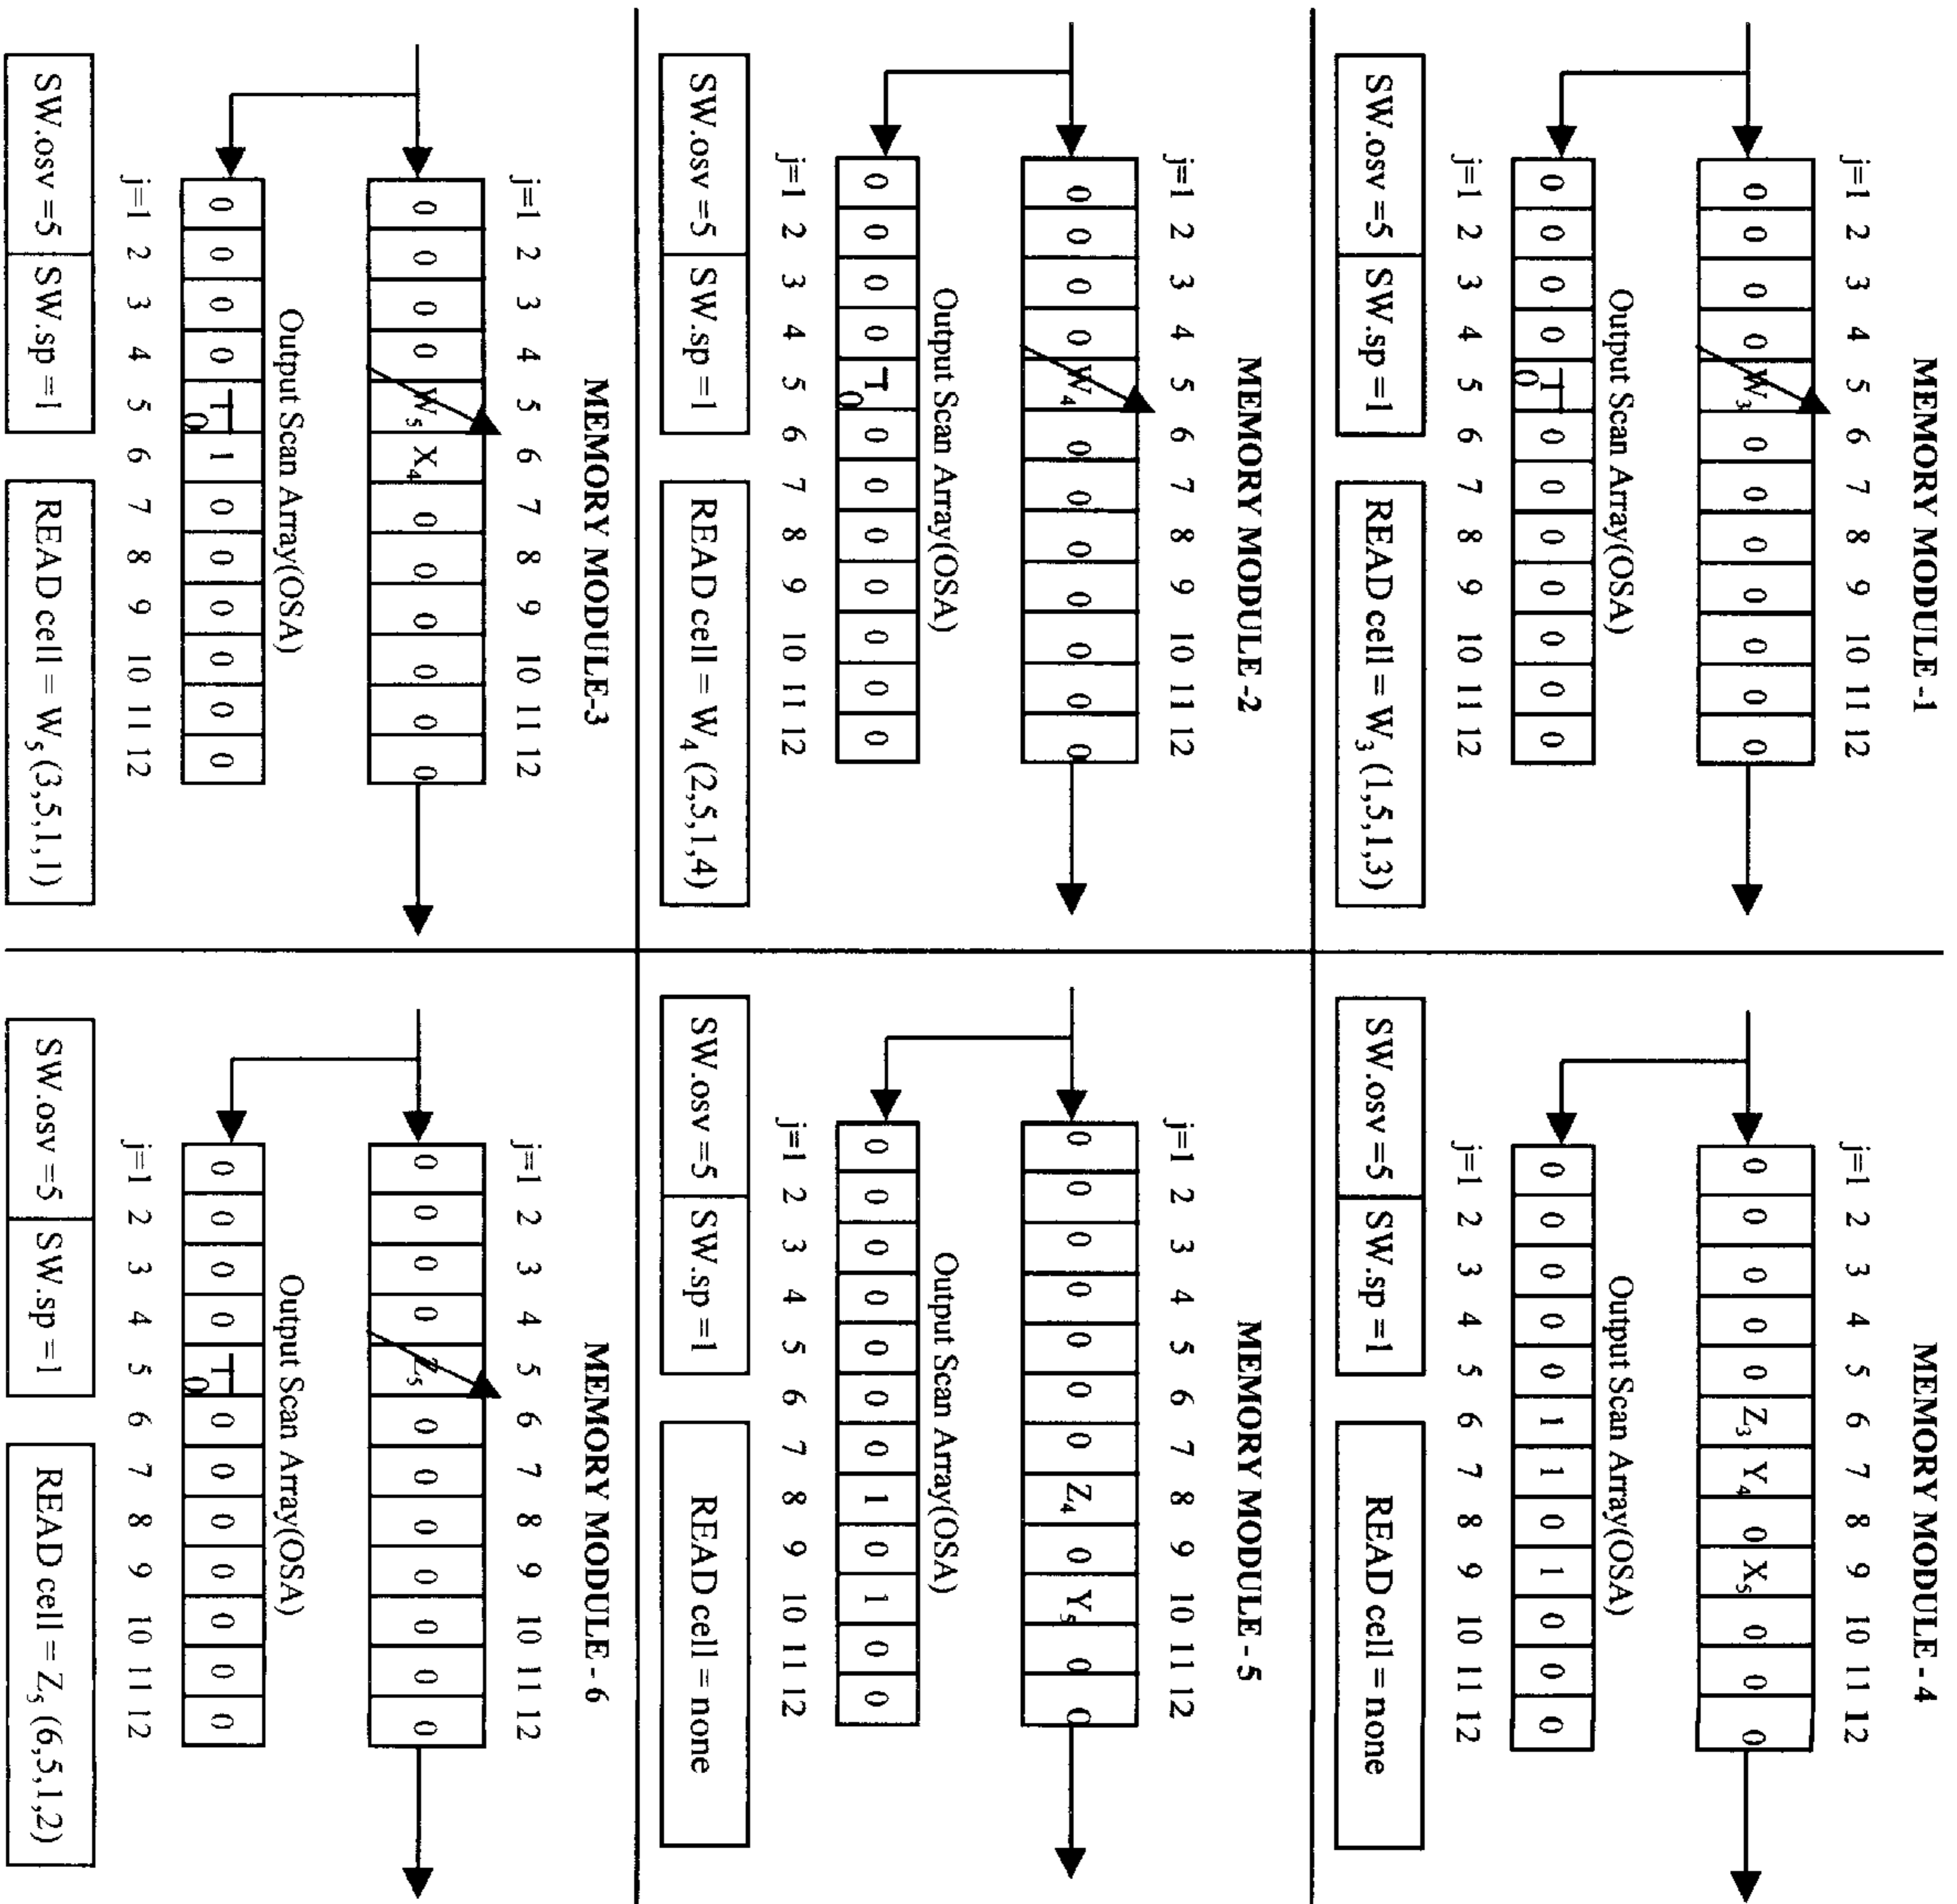 MEMORY MODULE -1
j=1 2 3 4 5 6 7 8 9 10 11 12
0 0 0 0 W3 0 0 0 0 0 0 0
Output Scan Array(OSA)
0 0 0 0 1 0 0 0 0 0 0 0
0
j=1 2 3 4 5 6 7 8 9 10 11 12
SW.osv =5 SW.sp =1 READ cell = W3 (1,5,1,3)
MEMORY MODULE -2
j=1 2 3 4 5 6 7 8 9 10 11 12
0 0 0 0 W4 0 0 0 0 0 0 0
Output Scan Array(OSA)
0 0 0 0 1 0 0 0 0 0 0 0
0
j=1 2 3 4 5 6 7 8 9 10 11 12
SW.osv =5 SW.sp =1 READ cell = W4 (2,5,1,4)
MEMORY MODULE-3
j=1 2 3 4 5 6 7 8 9 10 11 12
0 0 0 0 W5 X4 0 0 0 0 0 0
Output Scan Array(OSA)
0 0 0 0 1 1 0 0 0 0 0 0
0
j=1 2 3 4 5 6 7 8 9 10 11 12
SW.osv =5 SW.sp =1 READ cell = W5 (3,5,1,1)
MEMORY MODULE - 4
j=1 2 3 4 5 6 7 8 9 10 11 12
0 0 0 0 0 Z3 Y4 0 X5 0 0 0
Output Scan Array(OSA)
0 0 0 0 0 1 1 0 1 0 0 0
j=1 2 3 4 5 6 7 8 9 10 11 12
SW.osv =5 SW.sp =1 READ cell = none
MEMORY MODULE - 5
j=1 2 3 4 5 6 7 8 9 10 11 12
0 0 0 0 0 0 0 Z4 0 Y5 0 0
Output Scan Array(OSA)
0 0 0 0 0 0 0 1 0 1 0 0
j=1 2 3 4 5 6 7 8 9 10 11 12
SW.osv =5 SW.sp =1 READ cell = none
MEMORY MODULE - 6
j=1 2 3 4 5 6 7 8 9 10 11 12
0 0 0 0 Z5 0 0 0 0 0 0 0
Output Scan Array(OSA)
0 0 0 0 1 0 0 0 0 0 0 0
0
j=1 2 3 4 5 6 7 8 9 10 11 12
SW.osv =5 SW.sp =1 READ cell = Z5 (6,5,1,2)